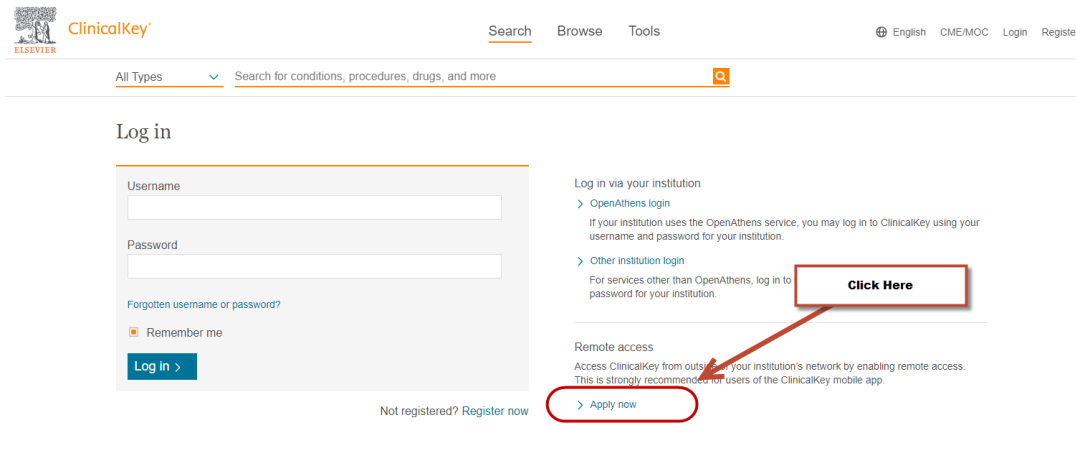 ELSEVIER
ClinicalKey®
Search Browse Tools
English CME/MOC Login Registe
All Types Search for conditions, procedures, drugs, and more
Log in
Username
Password
Forgotten username or password?
Remember me
Log in >
Not registered? Register now
Log in via your institution
> OpenAthens login
If your institution uses the OpenAthens service, you may log in to ClinicalKey using your
username and password for your institution.
> Other institution login
For services other than OpenAthens, log in to
password for your institution.
Click Here
Remote access
Access ClinicalKey from outside of your institution's network by enabling remote access.
This is strongly recommended for users of the ClinicalKey mobile app.
> Apply now